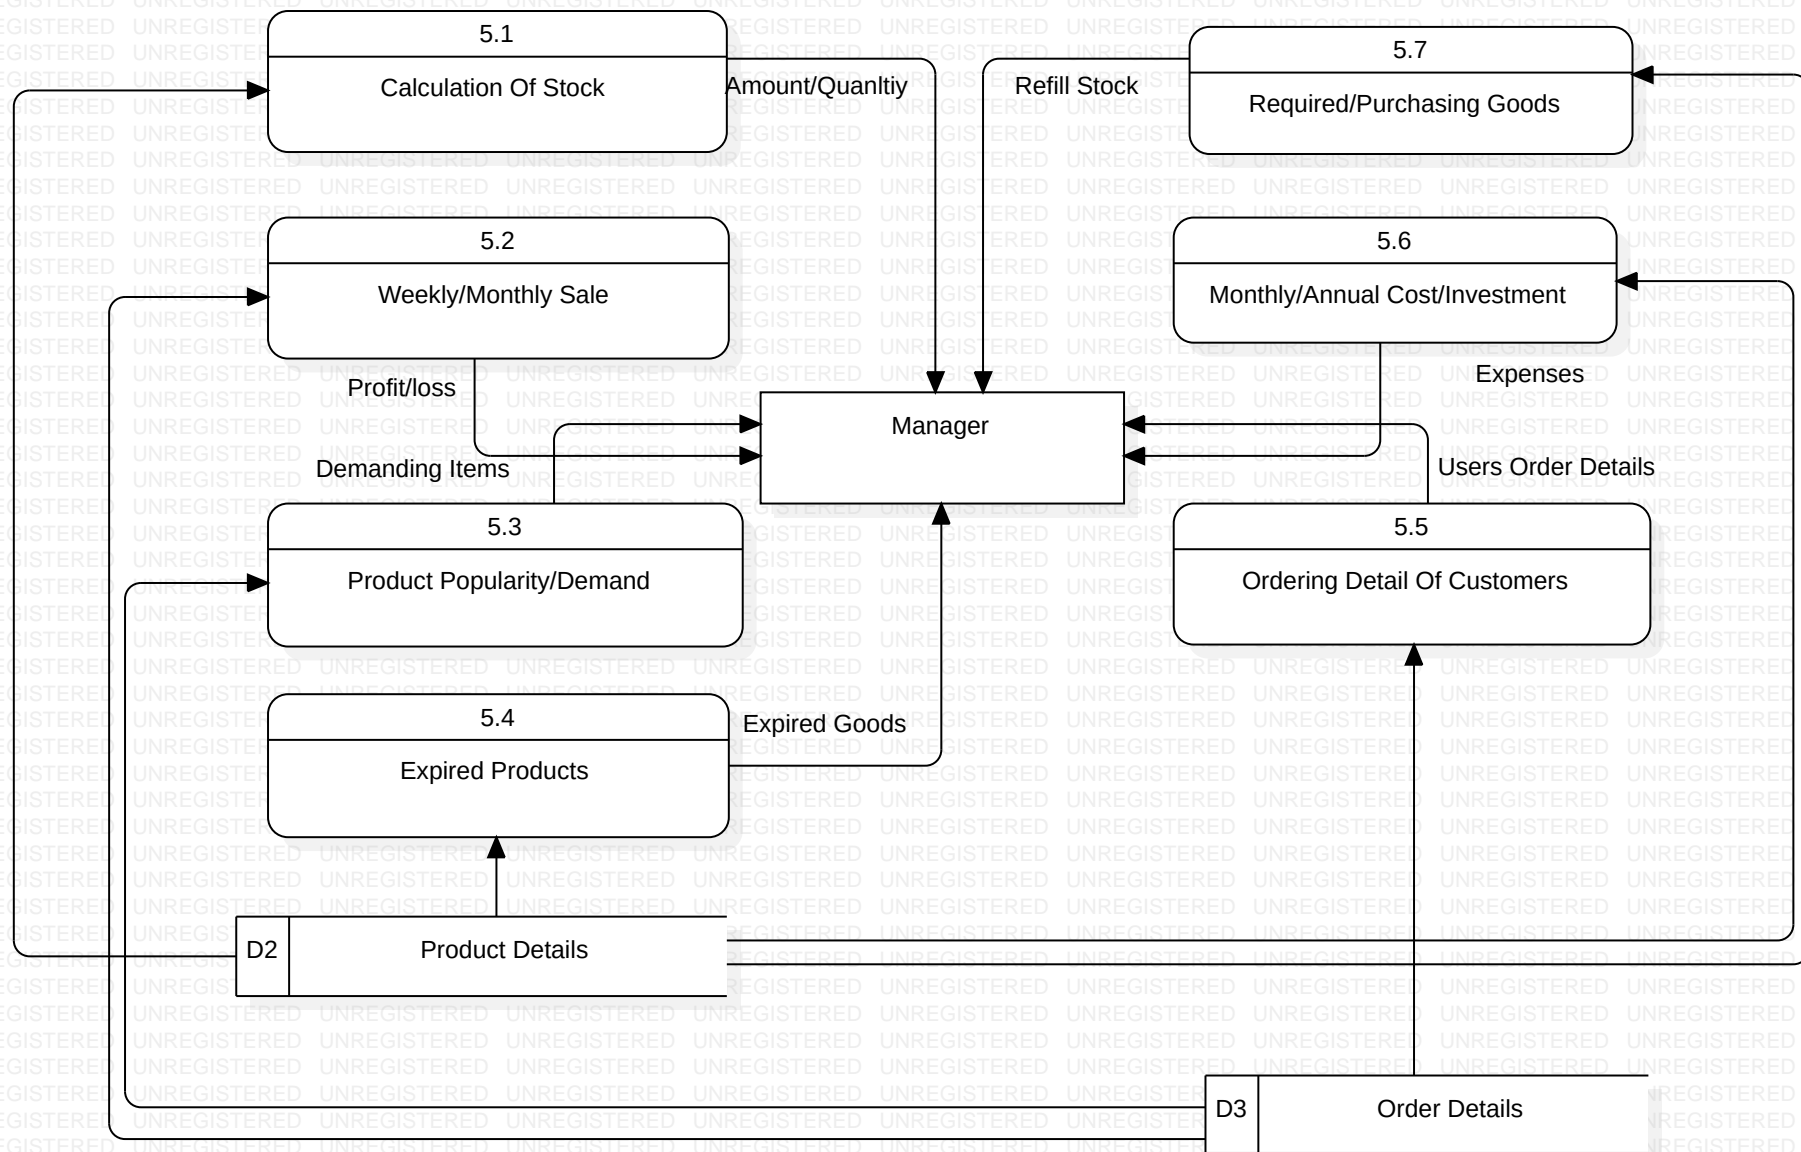 5.1
Calculation Of Stock
Amount/Quanltiy
Refill Stock
5.7
Required/Purchasing Goods
5.2
Weekly/Monthly Sale
5.6
Monthly/Annual Cost/Investment
Profit/loss
Expenses
Manager
Demanding Items
Users Order Details
5.3
Product Popularity/Demand
5.5
Ordering Detail Of Customers
5.4
Expired Products
Expired Goods
D2
Product Details
D3
Order Details
UNREGISTERED